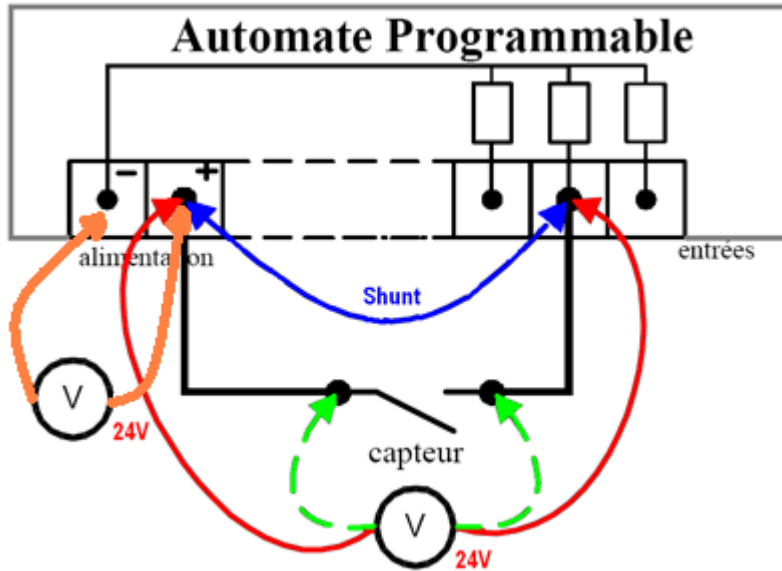 Automate Programmable
- +
alimentation
entrées
Shunt
V
24V
capteur
V
24V